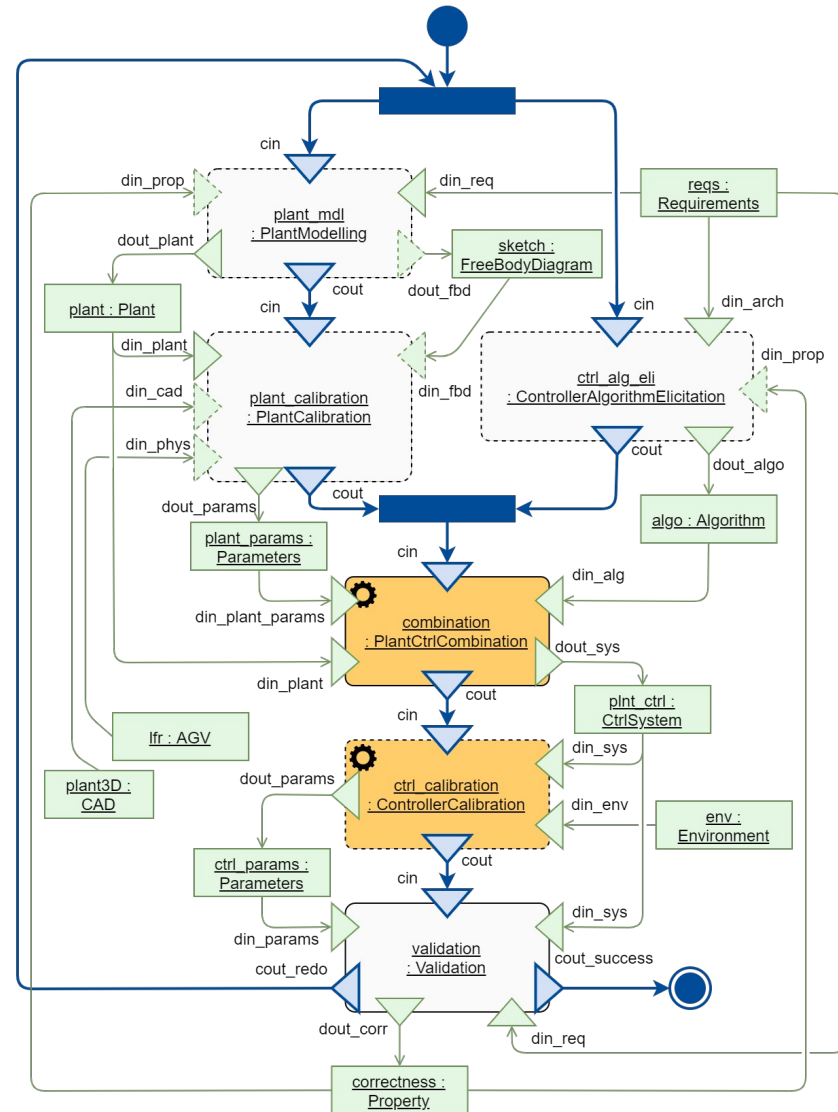 cin
din_prop
din_req
reqs :
Requirements
plant_mdl
: PlantModelling
dout_plant
sketch :
FreeBodyDiagram
cout
dout_fbd
cin
cin
plant : Plant
din_arch
din_plant
din_fbd
din_prop
din_cad
plant_calibration
: PlantCalibration
ctrl_alg_eli
: ControllerAlgorithmElicitation
din_phys
cout
cout
dout_algo
dout_params
plant_params :
Parameters
algo : Algorithm
cin
din_alg
din_plant_params
combination
: PlantCtrlCombination
dout_sys
din_plant
cout
plnt_ctrl :
CtrlSystem
cin
lfr : AGV
din_sys
plant3D :
CAD
dout_params
ctrl_calibration
: ControllerCalibration
din_env
env :
Environment
ctrl_params :
Parameters
cout
cin
din_sys
din_params
validation
: Validation
cout_redo
cout_success
dout_corr
din_req
correctness :
Property